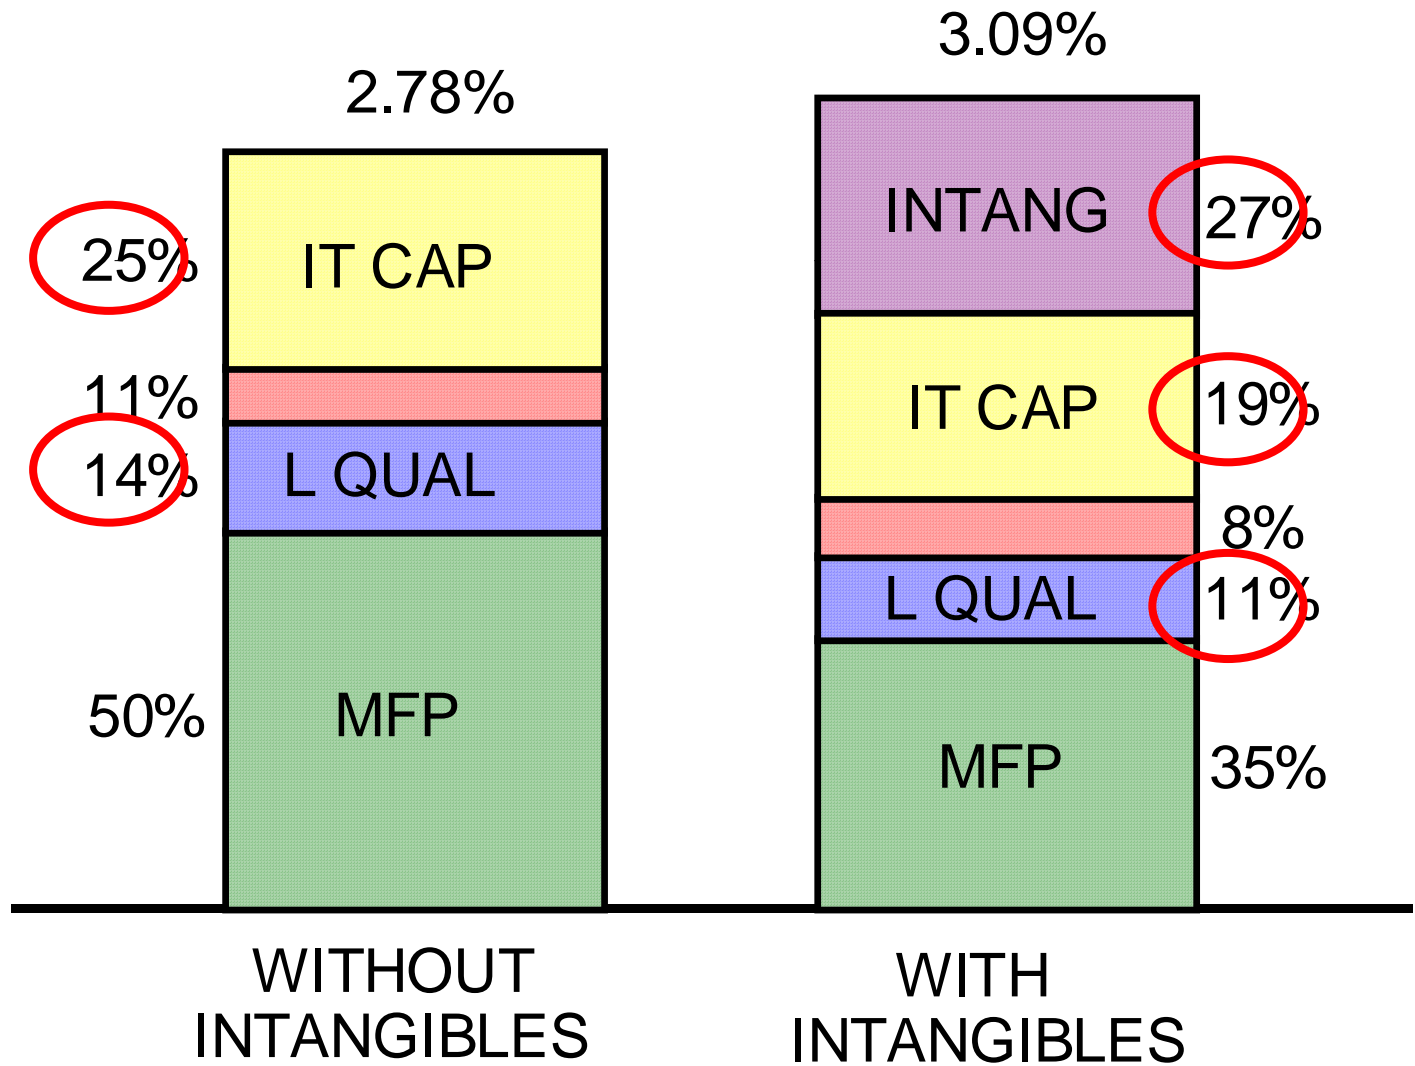 3.09%
2.78%
INTANG
27%
25%
IT CAP
11%
IT CAP
19%
14%
L QUAL
8%
L QUAL
11%
50%
MFP
MFP
35%
WITHOUT
INTANGIBLES
WITH
INTANGIBLES